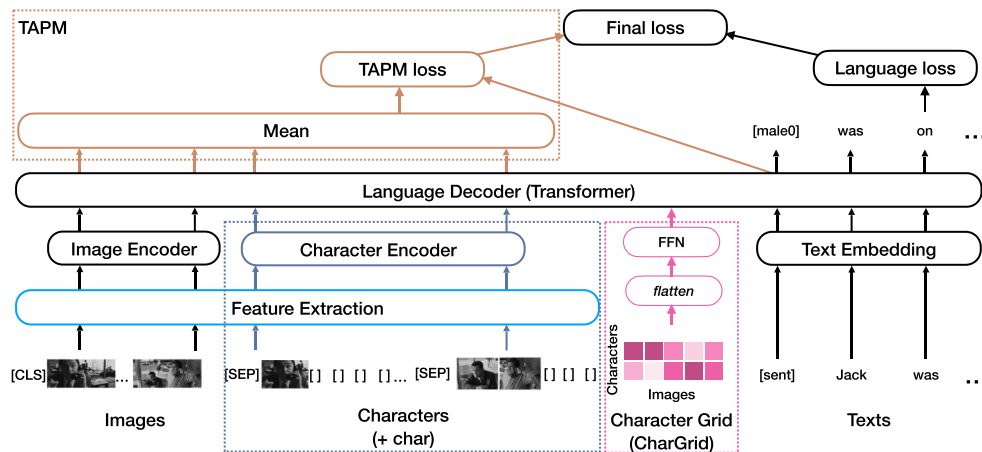 TAPM
Final loss
TAPM loss
Language loss
Mean
[male0] was on ...
Language Decoder (Transformer)
Image Encoder
Character Encoder
FFN
Text Embedding
flatten
Feature Extraction
Characters
[CLS] ... [SEP] [ ] [ ] [ ] [ ] ... [SEP] [ ] [ ] [ ]
[sent] Jack was ..
Images
Images
Characters
(+ char)
Character Grid
(CharGrid)
Texts